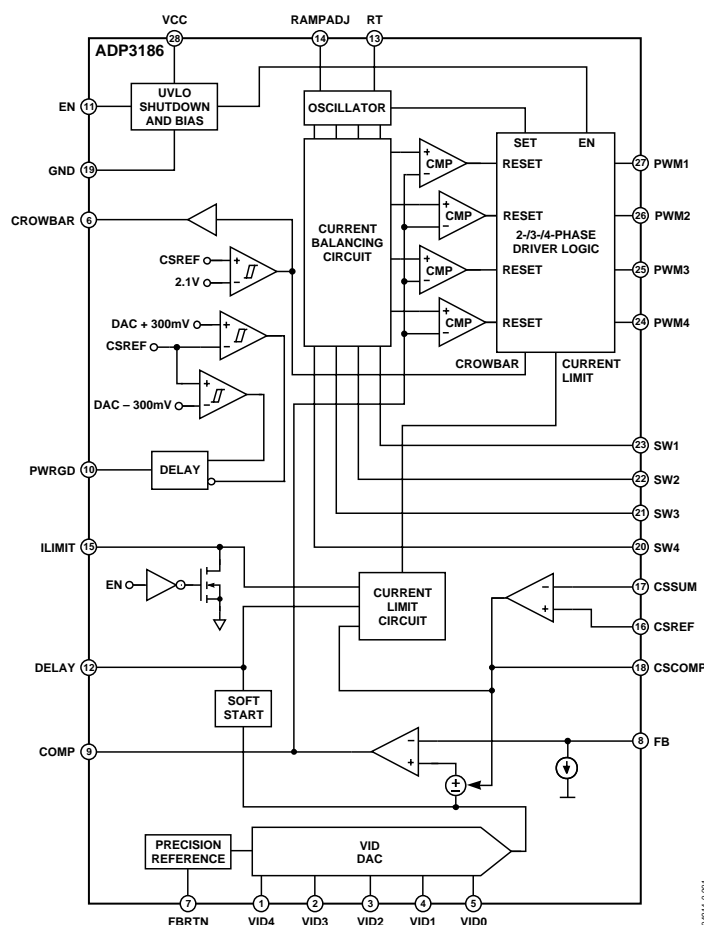 VCC
28
RAMPADJ
14
RT
13
ADP3186
UVLO
SHUTDOWN
AND BIAS
EN
11
OSCILLATOR
SET
EN
GND
19
CROWBAR
6
CURRENT
BALANCING
CIRCUIT
+
–
CMP
RESET
+
–
CMP
RESET
+
–
CMP
RESET
+
–
CMP
RESET
2-/3-/4-PHASE
DRIVER LOGIC
27
PWM1
26
PWM2
25
PWM3
24
PWM4
CSREF
+
2.1V
–
DAC + 300mV
+
CSREF
–
+
DAC – 300mV
–
CROWBAR
CURRENT
LIMIT
PWRGD
10
DELAY
23
SW1
22
SW2
21
SW3
20
SW4
ILIMIT
15
EN
CURRENT
LIMIT
CIRCUIT
–
+
17
CSSUM
16
CSREF
18
CSCOMP
DELAY
12
SOFT
START
COMP
9
–
+
+
–
8
FB
PRECISION
REFERENCE
VID
DAC
7
1
2
3
4
5
FBRTN
VID4
VID3
VID2
VID1
VID0